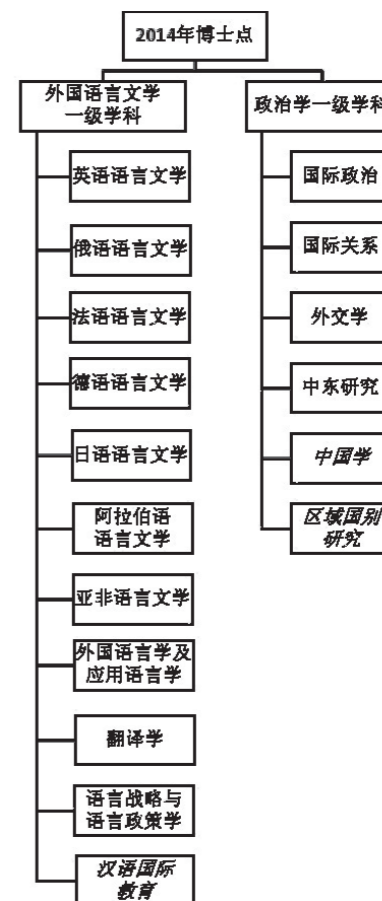 2014年博士点
外国语言文学
一级学科
英语语言文学
俄语语言文学
法语语言文学
德语语言文学
日语语言文学
阿拉伯语
语言文学
亚非语言文学
外国语言学及
应用语言学
翻译学
语言战略与
语言政策学
汉语国际
教育
政治学一级学科
国际政治
国际关系
外交学
中东研究
中国学
区域国别
研究